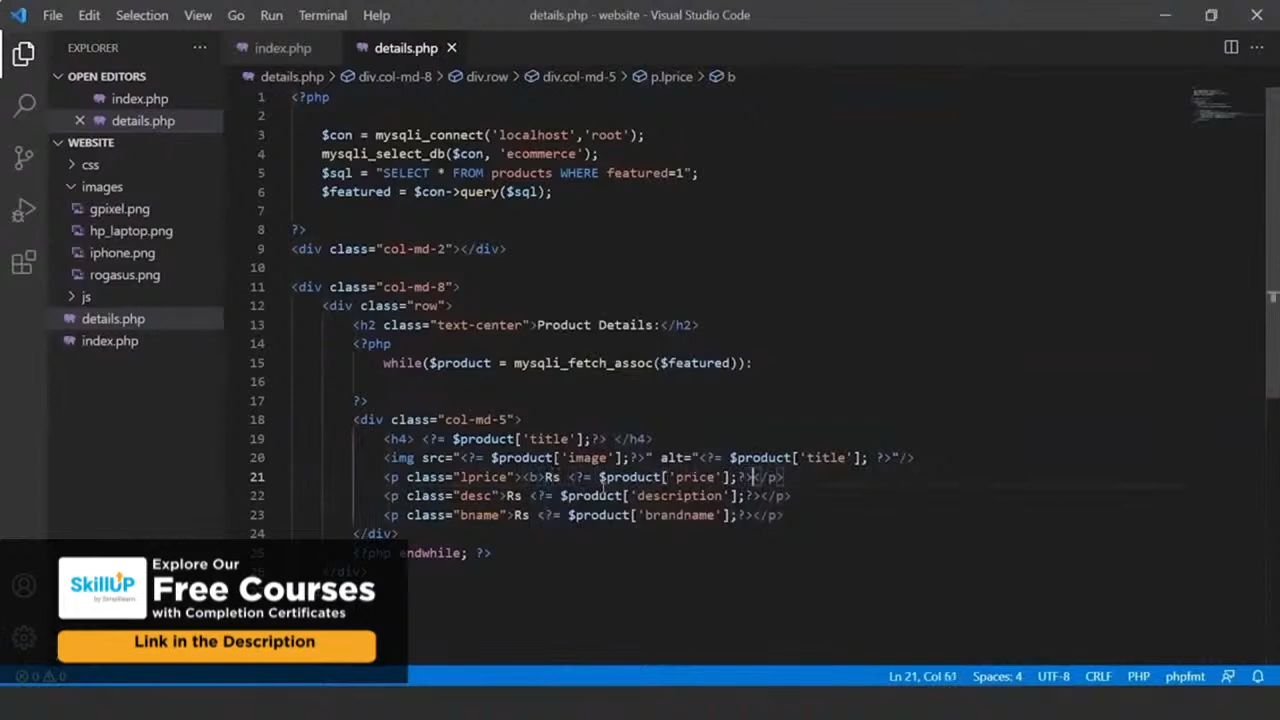 File Edit Selection View Go Run Terminal Help details.php - website - Visual Studio Code
EXPLORER ...
index.php details.php
OPEN EDITORS
index.php
details.php
WEBSITE
css
images
gpixel.png
hp_laptop.png
iphone.png
rogasus.png
js
details.php
index.php
details.php > div.col-md-8 > div.row > div.col-md-5 > p.lprice > b
1 <?php
2
3 $con = mysqli_connect('localhost','root');
4 mysqli_select_db($con, 'ecommerce');
5 $sql = "SELECT * FROM products WHERE featured=1";
6 $featured = $con->query($sql);
7
8 ?>
9 <div class="col-md-2"></div>
10
11 <div class="col-md-8">
12 <div class="row">
13 <h2 class="text-center">Product Details:</h2>
14 <?php
15 while($product = mysqli_fetch_assoc($featured)):
16
17 ?>
18 <div class="col-md-5">
19 <h4> <?= $product['title'];?> </h4>
20 <img src="<?= $product['image'];?>" alt="<?= $product['title']; ?>"/>
21 <p class="lprice"><b>Rs <?= $product['price'];?></p>
22 <p class="desc">Rs <?= $product['description'];?></p>
23 <p class="bname">Rs <?= $product['brandname'];?></p>
24 </div>
<?php endwhile; ?>
</div>
SkillUP
by Simplilearn
Explore Our
Free Courses
with Completion Certificates
Link in the Description
0 0 Ln 21, Col 61 Spaces: 4 UTF-8 CRLF PHP phpfmt